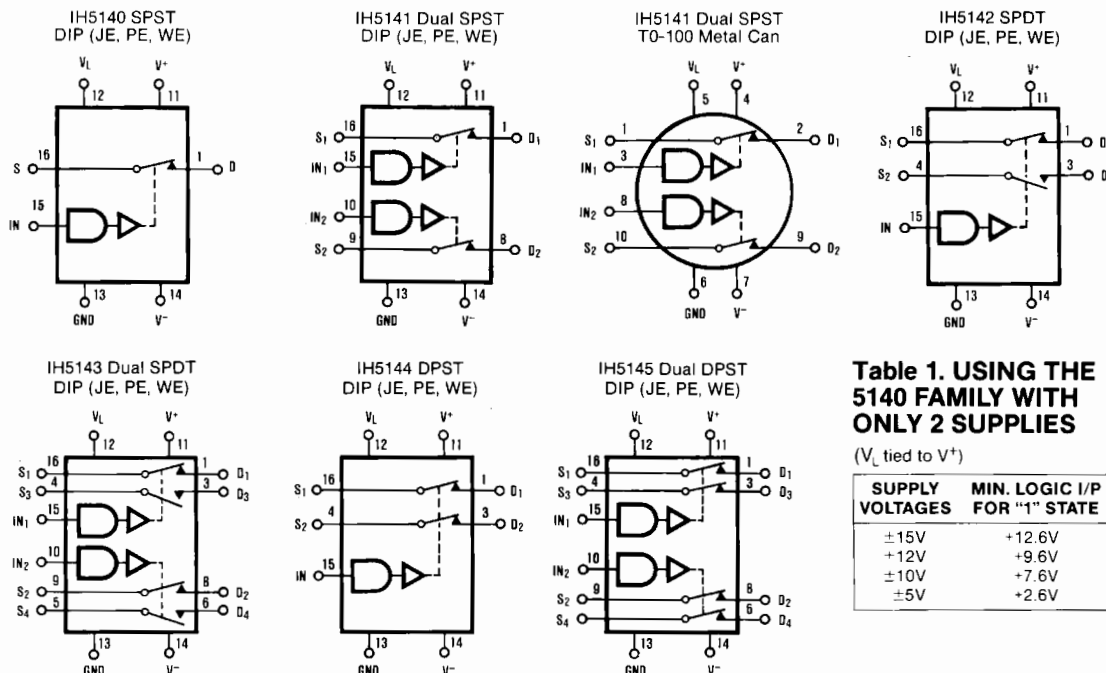 IH5140 SPST
DIP (JE, PE, WE)
VL V+
12 11
S 16 1 D
IN 15
13 14
GND V−
IH5141 Dual SPST
DIP (JE, PE, WE)
VL V+
12 11
S1 16 1 D1
IN1 15
IN2 10
S2 9 8 D2
13 14
GND V−
IH5141 Dual SPST
T0-100 Metal Can
VL V+
5 4
S1 1 2 D1
IN1 3
IN2 8
S2 10 9 D2
6 7
GND V−
IH5142 SPDT
DIP (JE, PE, WE)
VL V+
12 11
S1 16 1 D
S2 4 3 D
IN 15
13 14
GND V−
IH5143 Dual SPDT
DIP (JE, PE, WE)
VL V+
12 11
S1 16 1 D1
S3 4 3 D3
IN1 15
IN2 10
S2 9 8 D2
S4 5 6 D4
13 14
GND V−
IH5144 DPST
DIP (JE, PE, WE)
VL V+
12 11
S1 16 1 D1
S2 4 3 D2
IN 15
13 14
GND V−
IH5145 Dual DPST
DIP (JE, PE, WE)
VL V+
12 11
S1 16 1 D1
S3 4 3 D3
IN1 15
IN2 10
S2 9 8 D2
S4 5 6 D4
13 14
GND V−
Table 1. USING THE
5140 FAMILY WITH
ONLY 2 SUPPLIES
(VL tied to V+)
SUPPLY MIN. LOGIC I/P
VOLTAGES FOR "1" STATE
±15V +12.6V
+12V +9.6V
±10V +7.6V
±5V +2.6V